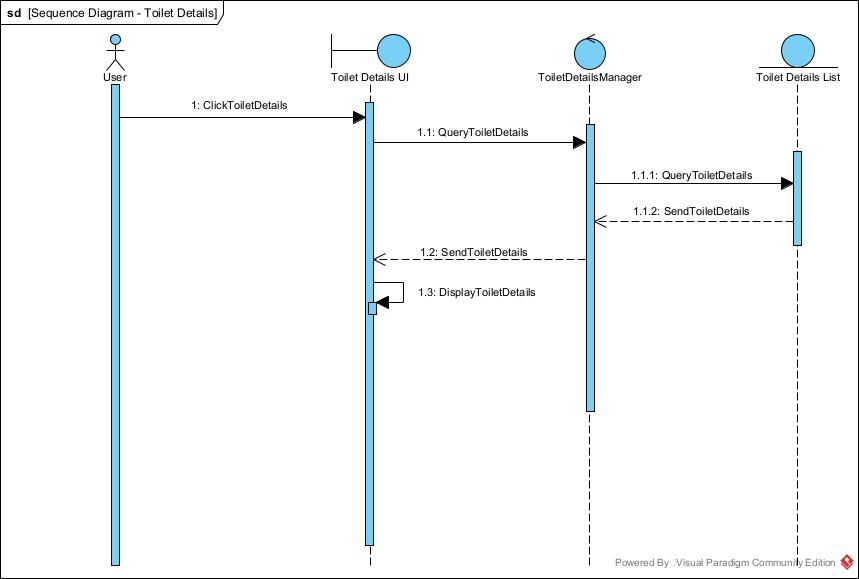 sd [Sequence Diagram - Toilet Details]
User
Toilet Details UI
ToiletDetailsManager
Toilet Details List
1: ClickToiletDetails
1.1: QueryToiletDetails
1.1.1: QueryToiletDetails
1.1.2: SendToiletDetails
1.2: SendToiletDetails
1.3: DisplayToiletDetails
Powered By Visual Paradigm Community Edition